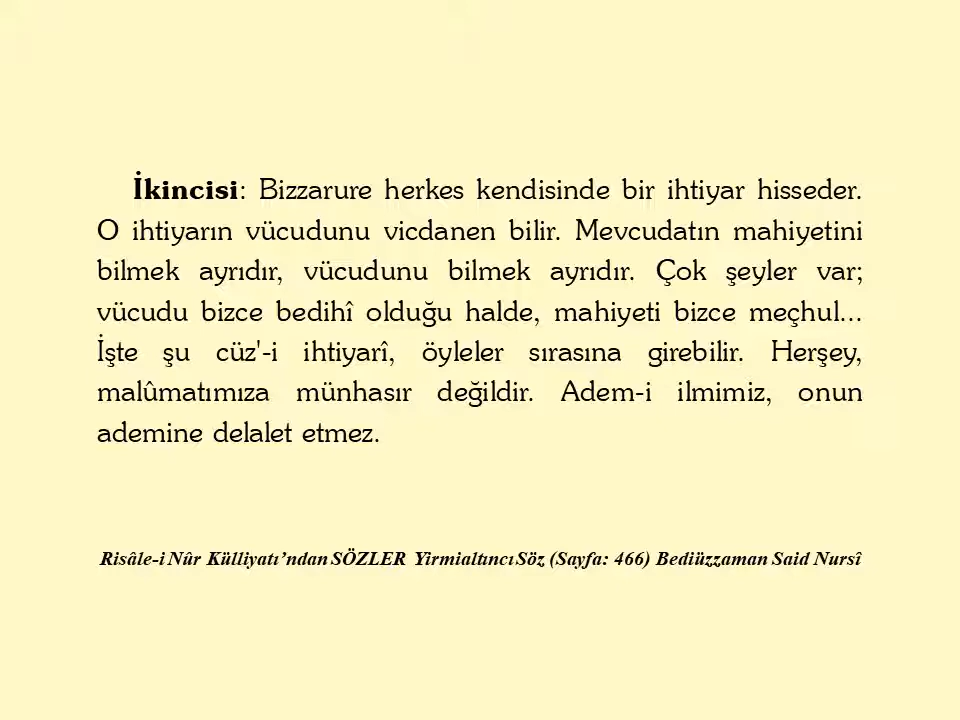 İkincisi: Bizzarure herkes kendisinde bir ihtiyar hisseder.
O ihtiyarın vücudunu vicdanen bilir. Mevcudatın mahiyetini
bilmek ayrıdır, vücudunu bilmek ayrıdır. Çok şeyler var;
vücudu bizce bedihî olduğu halde, mahiyeti bizce meçhul...
İşte şu cüz'-i ihtiyarî, öyleler sırasına girebilir. Herşey,
malûmatımıza münhasır değildir. Adem-i ilmimiz, onun
ademine delalet etmez.
Risâle-i Nûr Külliyatı’ndan SÖZLER Yirmialtıncı Söz (Sayfa: 466) Bediüzzaman Said Nursî